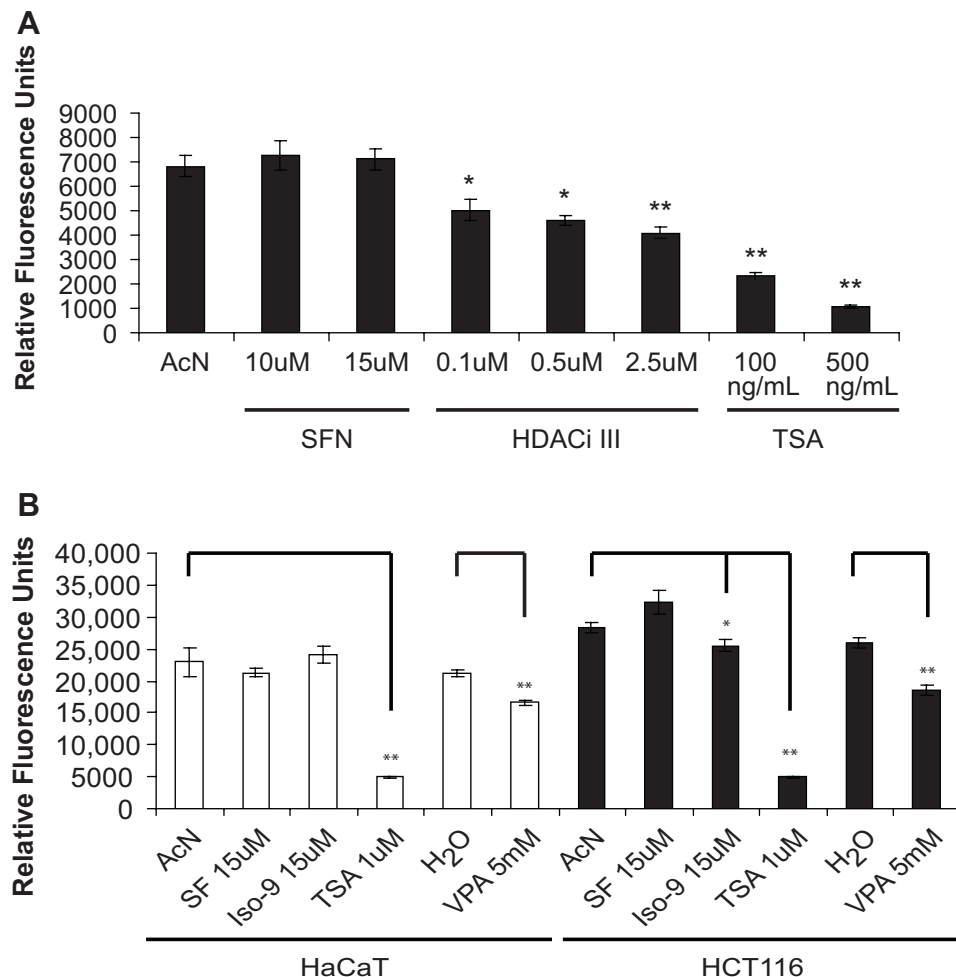 A
Relative Fluorescence Units
9000
8000
7000
6000
5000
4000
3000
2000
1000
0
* * ** ** **
AcN 10uM 15uM 0.1uM 0.5uM 2.5uM 100 ng/mL 500 ng/mL
SFN HDACi III TSA
B
Relative Fluorescence Units
40,000
35,000
30,000
25,000
20,000
15,000
10,000
5000
0
** ** * ** **
AcN SF 15uM Iso-9 15uM TSA 1uM H2O VPA 5mM AcN SF 15uM Iso-9 15uM TSA 1uM H2O VPA 5mM
HaCaT HCT116